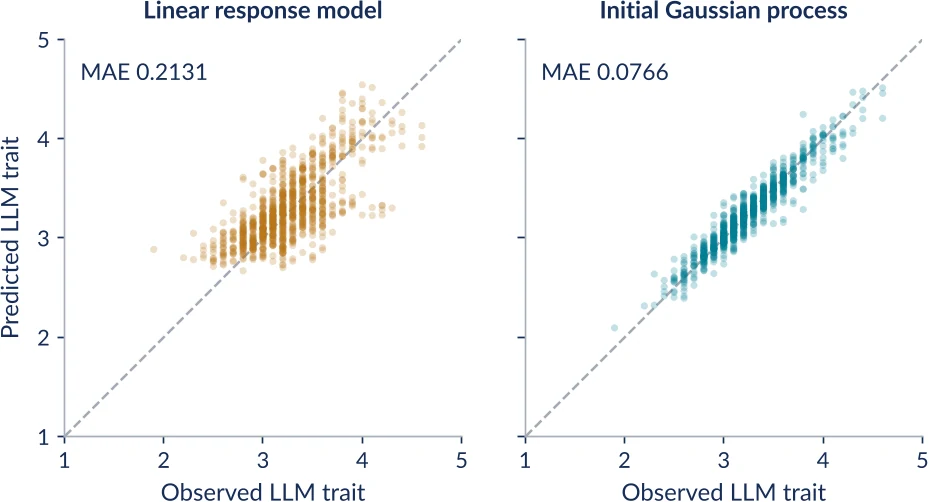 Linear response model
Initial Gaussian process
MAE 0.2131
MAE 0.0766
Predicted LLM trait
5
4
3
2
1
1 2 3 4 5
1 2 3 4 5
Observed LLM trait
Observed LLM trait